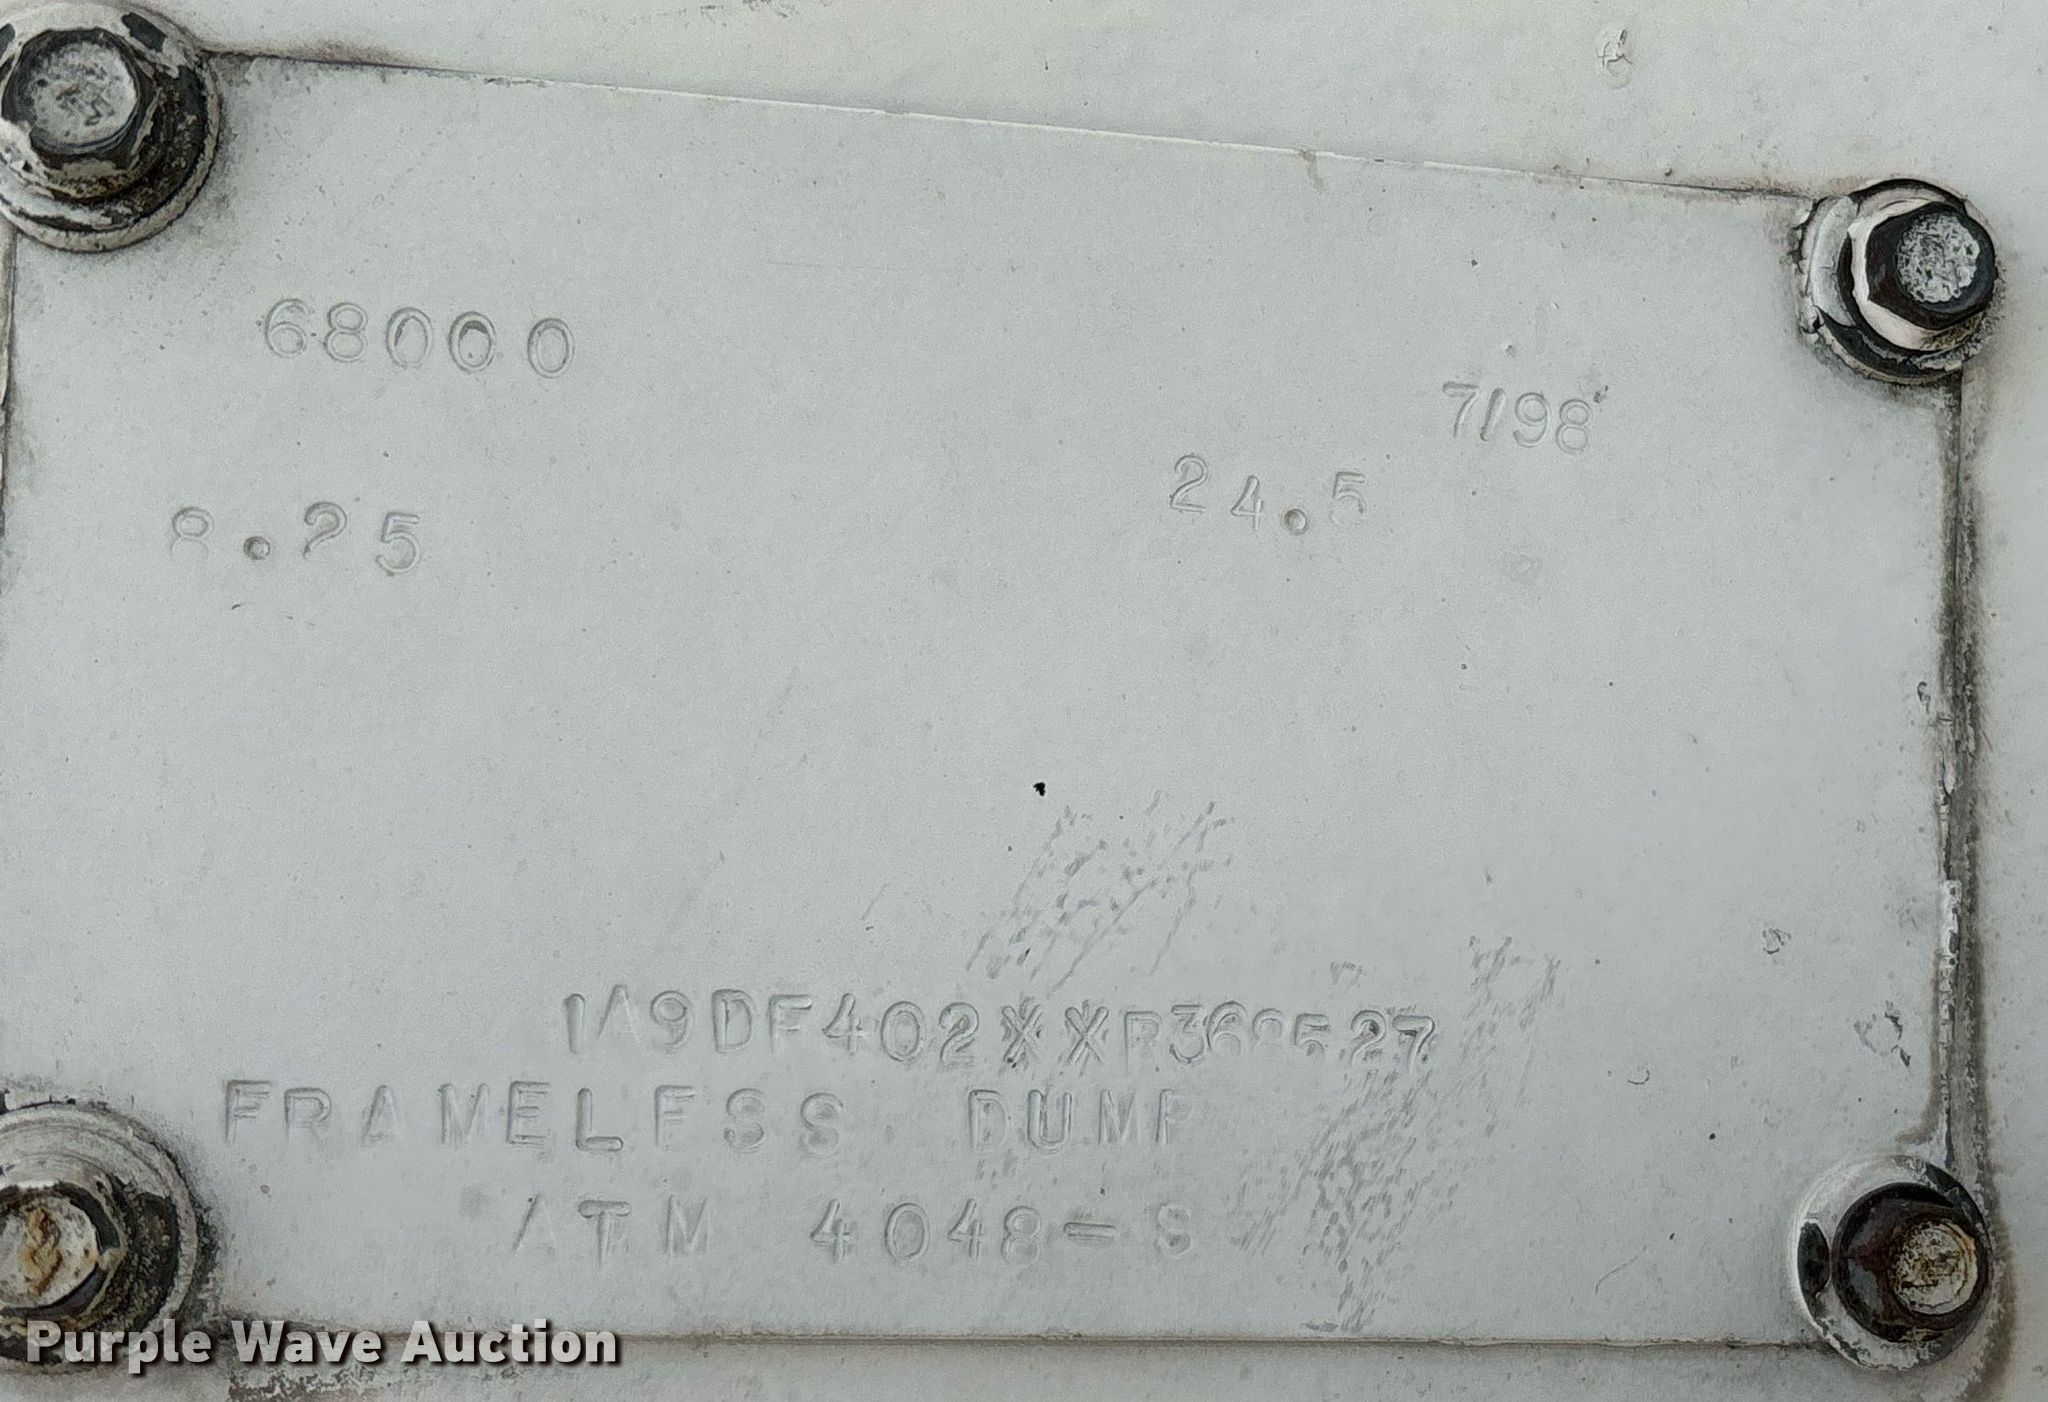 68000
7/98
8.25
24.5
FRAMELESS DUMP
ATM 4048-S
Purple Wave Auction